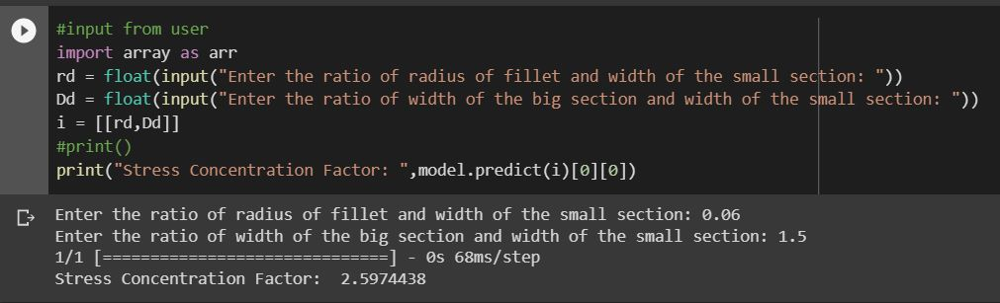 #input from user
import array as arr
rd = float(input("Enter the ratio of radius of fillet and width of the small section: "))
Dd = float(input("Enter the ratio of width of the big section and width of the small section: "))
i = [[rd,Dd]]
#print()
print("Stress Concentration Factor: ",model.predict(i)[0][0])
Enter the ratio of radius of fillet and width of the small section: 0.06
Enter the ratio of width of the big section and width of the small section: 1.5
1/1 [==============================] - 0s 68ms/step
Stress Concentration Factor:  2.5974438